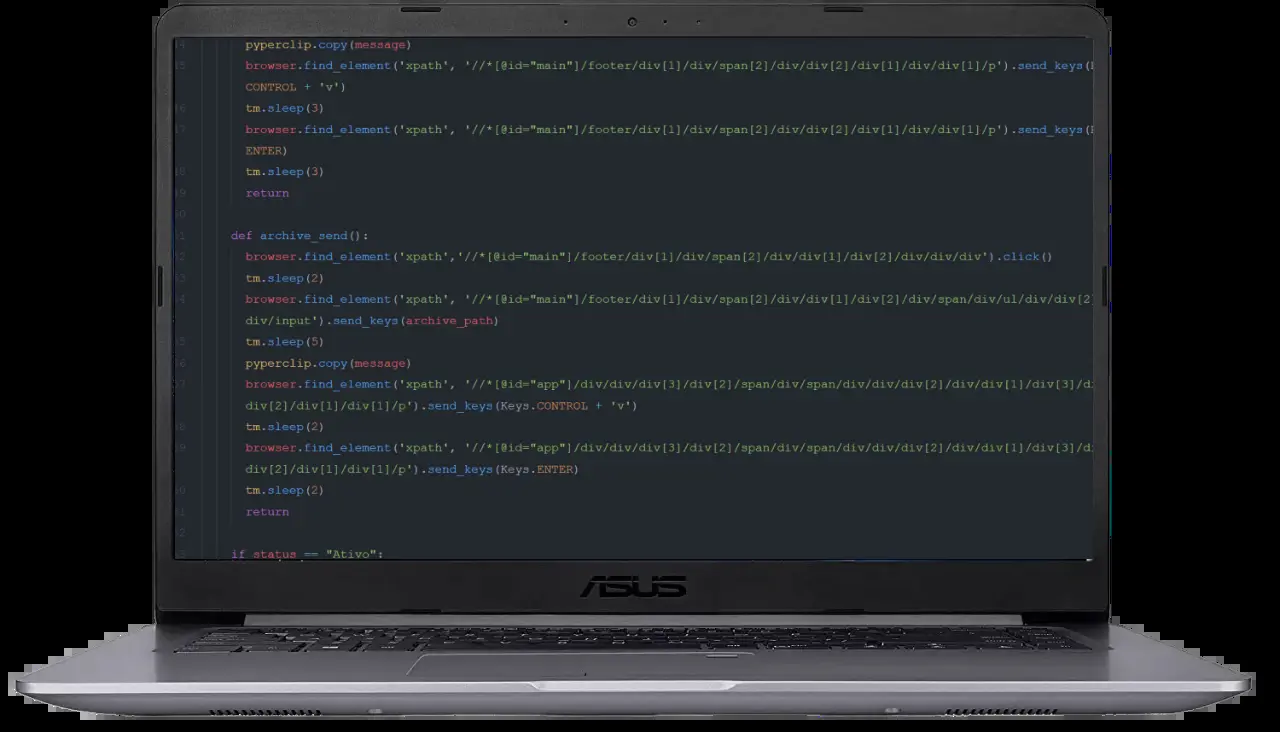 pyperclip.copy(message)
browser.find_element('xpath', '//*[@id="main"]/footer/div[1]/div/span[2]/div/div[2]/div[1]/div/div[1]/p').send_keys(
CONTROL + 'v')
tm.sleep(3)
browser.find_element('xpath', '//*[@id="main"]/footer/div[1]/div/span[2]/div/div[2]/div[1]/div/div[1]/p').send_keys(
ENTER)
tm.sleep(3)
return
def archive_send():
browser.find_element('xpath','//*[@id="main"]/footer/div[1]/div/span[2]/div/div[1]/div[2]/div/div/div').click()
tm.sleep(2)
browser.find_element('xpath', '//*[@id="main"]/footer/div[1]/div/span[2]/div/div[1]/div[2]/div/span/div/ul/div/div[2]
div/input').send_keys(archive_path)
tm.sleep(5)
pyperclip.copy(message)
browser.find_element('xpath', '//*[@id="app"]/div/div/div[3]/div[2]/span/div/span/div/div/div[2]/div/div[1]/div[3]/
div[2]/div[1]/div[1]/p').send_keys(Keys.CONTROL + 'v')
tm.sleep(2)
browser.find_element('xpath', '//*[@id="app"]/div/div/div[3]/div[2]/span/div/span/div/div/div[2]/div/div[1]/div[3]/
div[2]/div[1]/div[1]/p').send_keys(Keys.ENTER)
tm.sleep(2)
return
if status == "Ativo":
ASUS